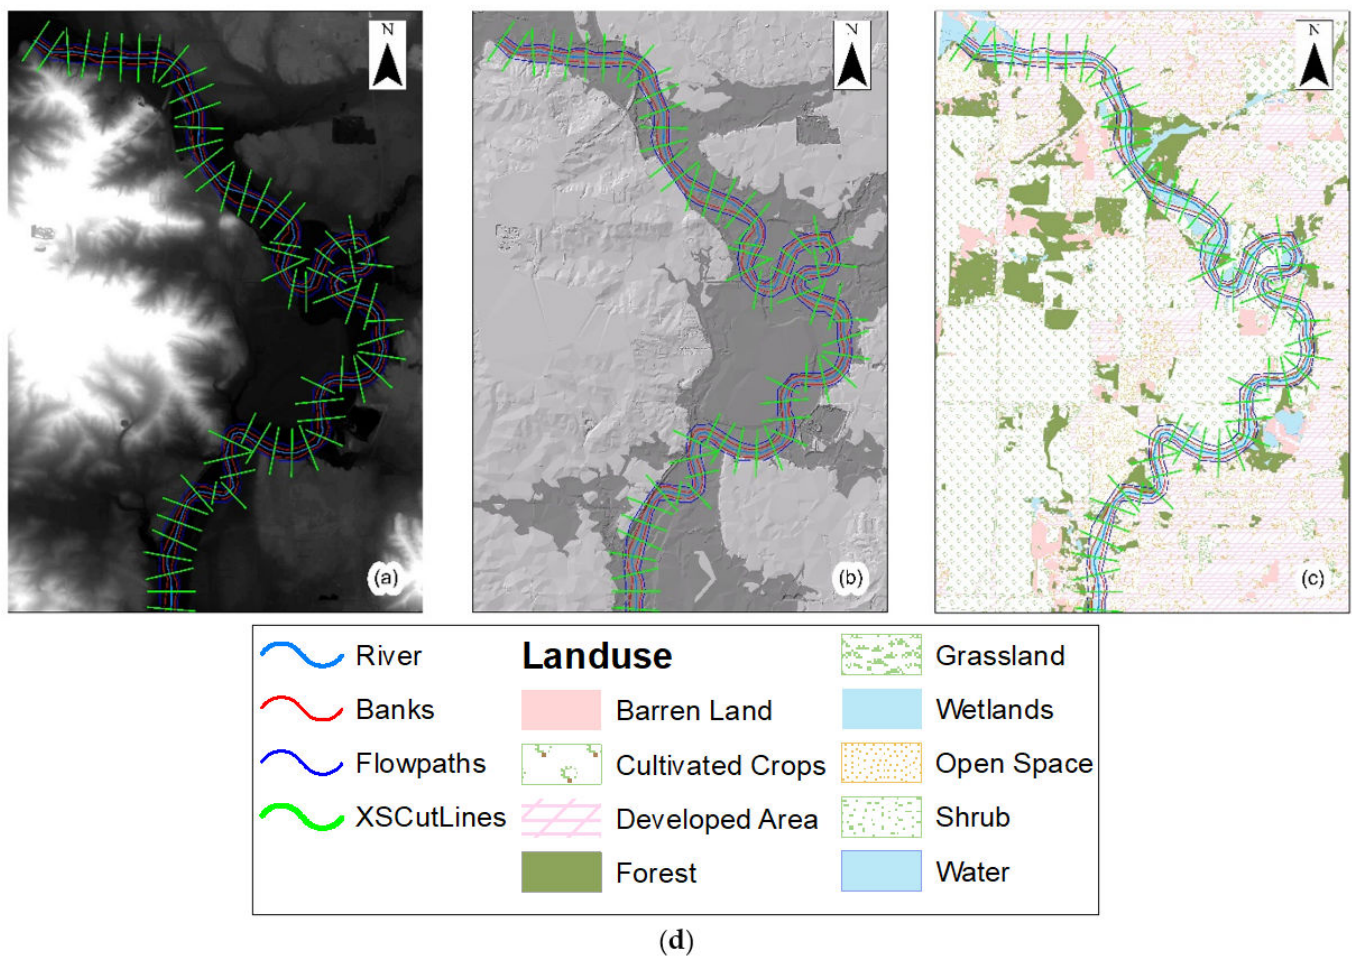 N
N
N
(a)
(b)
(c)
River
Banks
Flowpaths
XSCutLines
Landuse
Barren Land
Cultivated Crops
Developed Area
Forest
Grassland
Wetlands
Open Space
Shrub
Water
(d)